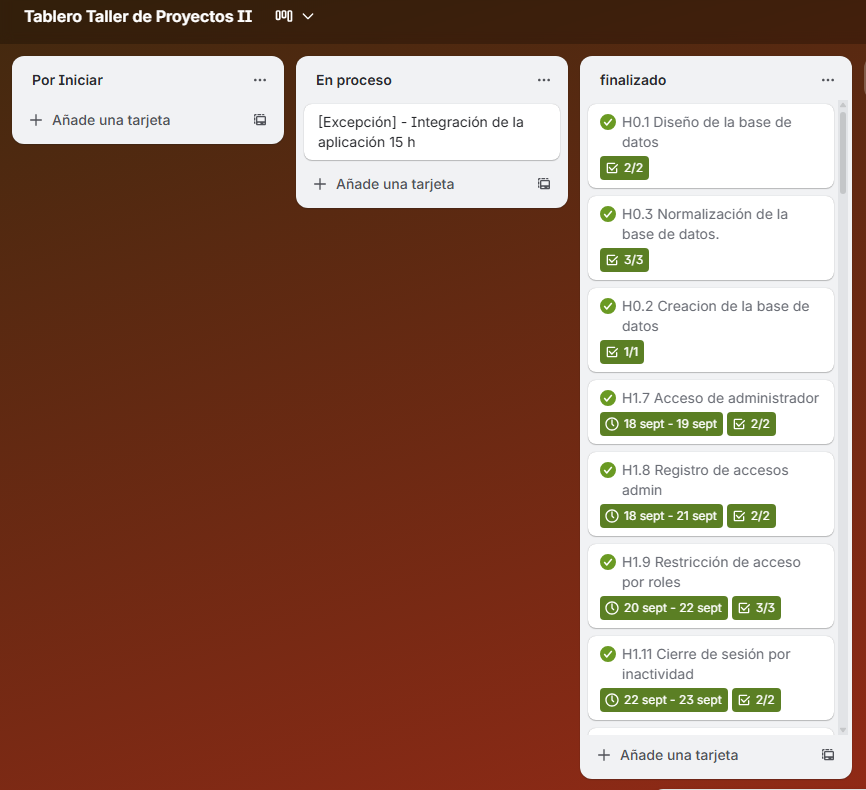 Tablero Taller de Proyectos II
Por Iniciar
Añade una tarjeta
En proceso
[Excepción] - Integración de la
aplicación 15 h
Añade una tarjeta
finalizado
H0.1 Diseño de la base de
datos
2/2
H0.3 Normalización de la
base de datos.
3/3
H0.2 Creacion de la base de
datos
1/1
H1.7 Acceso de administrador
18 sept - 19 sept 2/2
H1.8 Registro de accesos
admin
18 sept - 21 sept 2/2
H1.9 Restricción de acceso
por roles
20 sept - 22 sept 3/3
H1.11 Cierre de sesión por
inactividad
22 sept - 23 sept 2/2
Añade una tarjeta